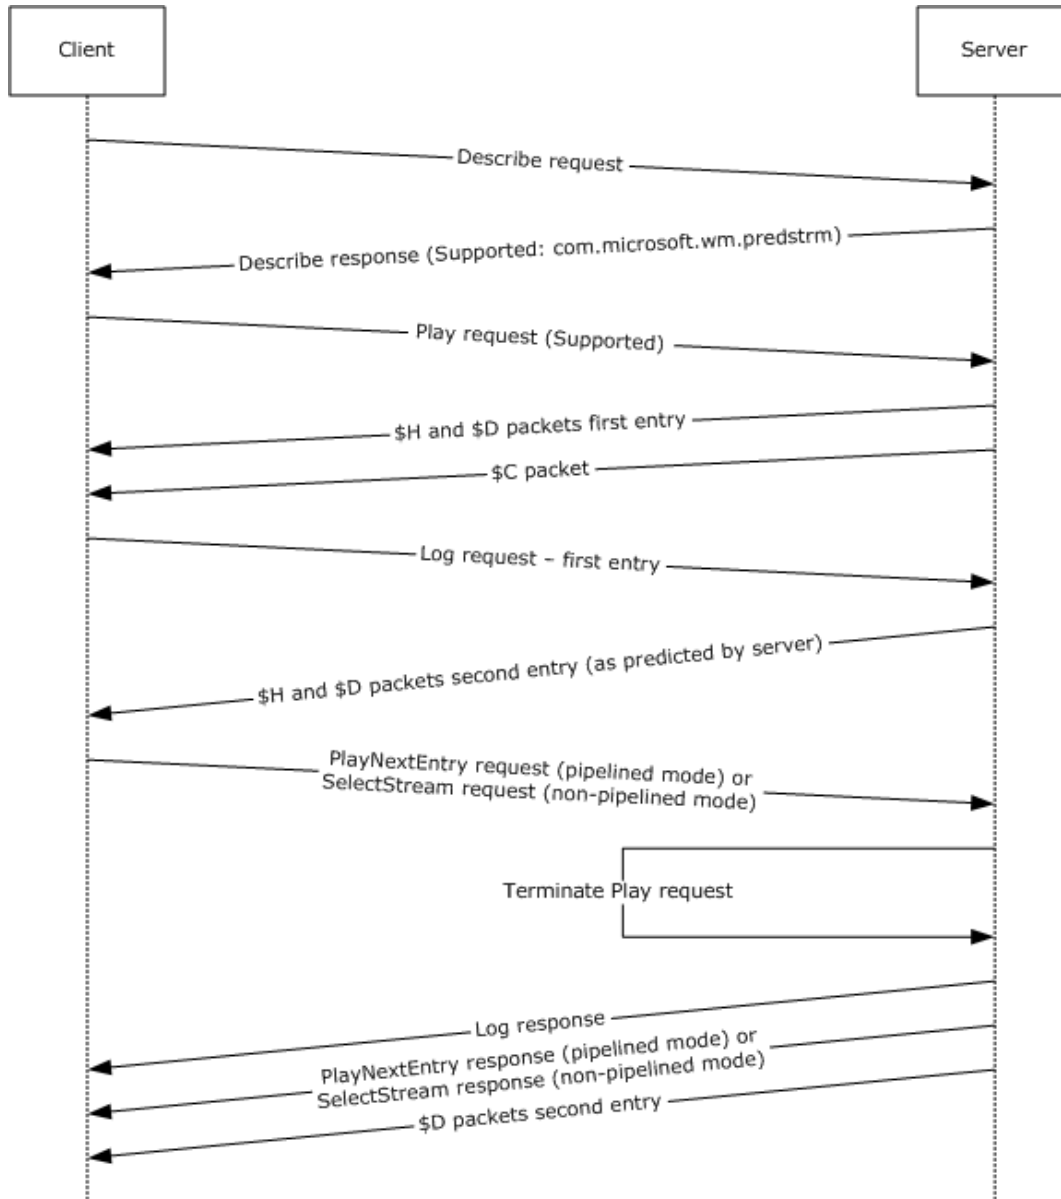 Client
Server
Describe request
Describe response (Supported: com.microsoft.wm.predstrm)
Play request (Supported)
$H and $D packets first entry
$C packet
Log request – first entry
$H and $D packets second entry (as predicted by server)
PlayNextEntry request (pipelined mode) or
SelectStream request (non-pipelined mode)
Terminate Play request
Log response
PlayNextEntry response (pipelined mode) or
SelectStream response (non-pipelined mode)
$D packets second entry